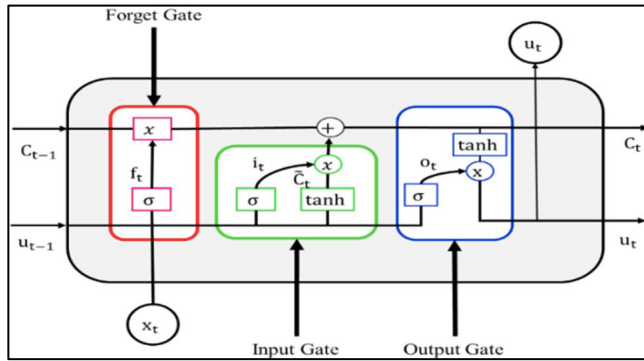 Forget Gate
u_t
x
+
C_{t-1}
C_t
f_t
i_t
x
C̃_t
o_t
tanh
x
σ
σ
tanh
σ
u_{t-1}
u_t
x_t
Input Gate
Output Gate